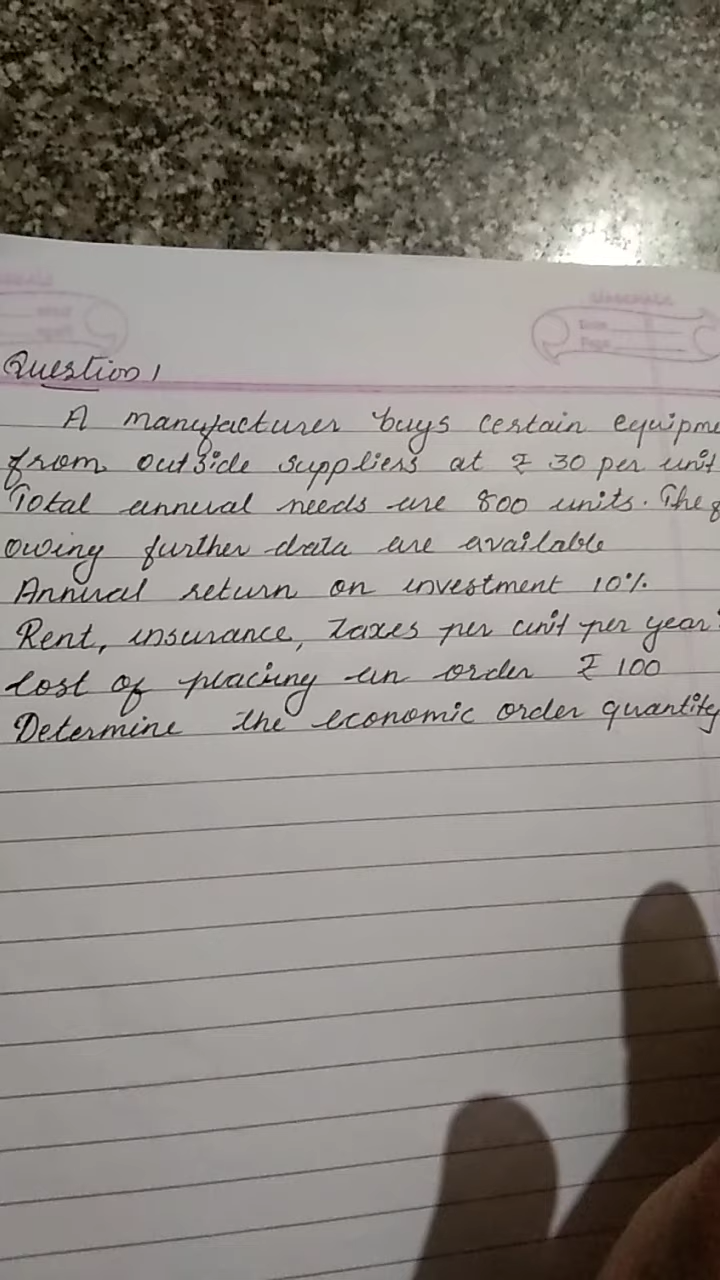 Question 1
A manufacturer buys certain equipme
from outside suppliers at ₹ 30 per unit
Total annual needs are 800 units. The f
owing further data are available
Annual return on investment 10%
Rent, insurance, taxes per unit per year
Cost of placing an order ₹ 100
Determine the economic order quantity